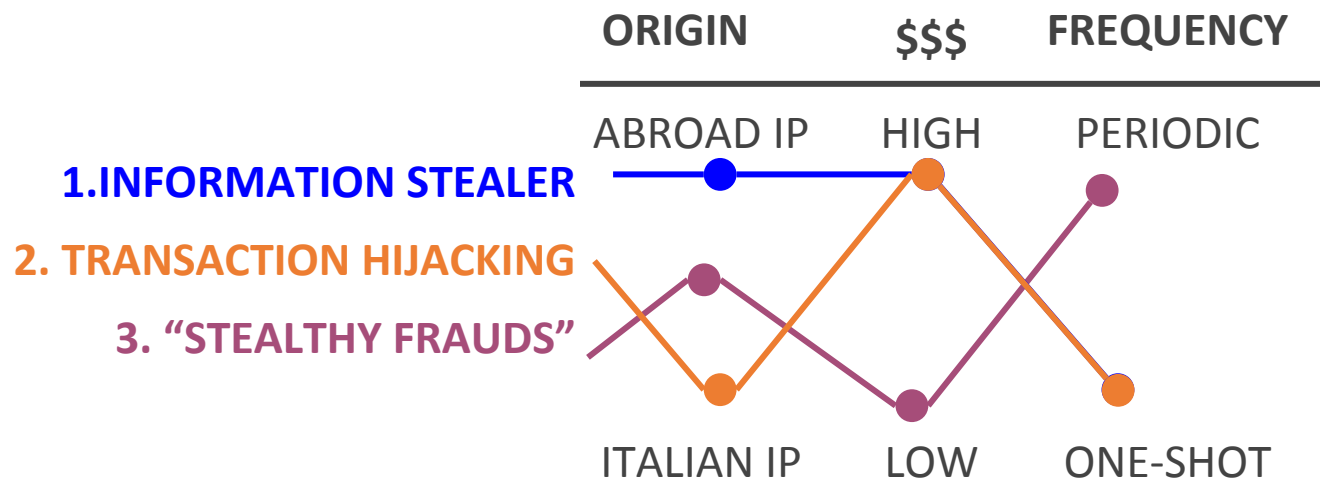 ORIGIN $$$ FREQUENCY
ABROAD IP HIGH PERIODIC
1.INFORMATION STEALER
2. TRANSACTION HIJACKING
3. “STEALTHY FRAUDS”
ITALIAN IP LOW ONE-SHOT